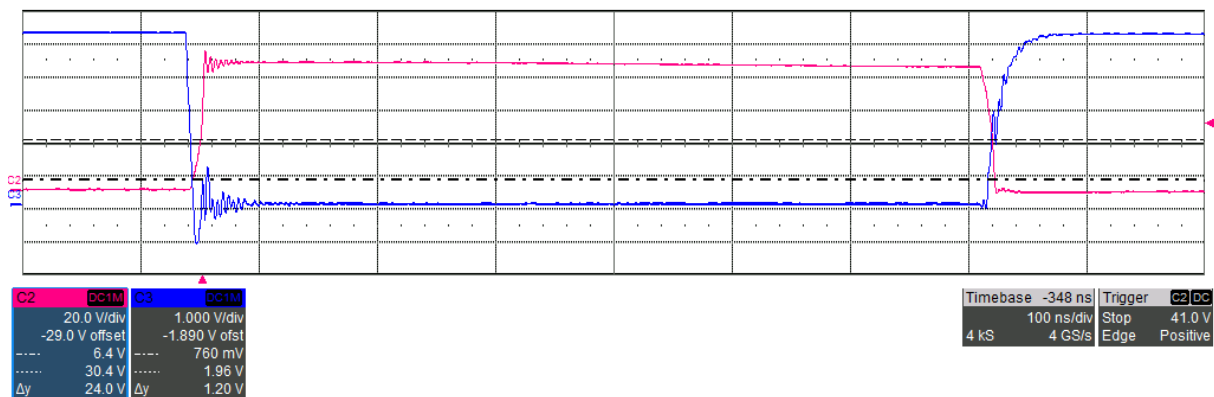 C2
C3
C2 DC1M
20.0 V/div
-29.0 V offset
6.4 V
30.4 V
Δy 24.0 V
C3 DC1M
1.000 V/div
-1.890 V ofst
760 mV
1.96 V
Δy 1.20 V
Timebase -348 ns
100 ns/div
4 kS 4 GS/s
Trigger C2 DC
Stop 41.0 V
Edge Positive